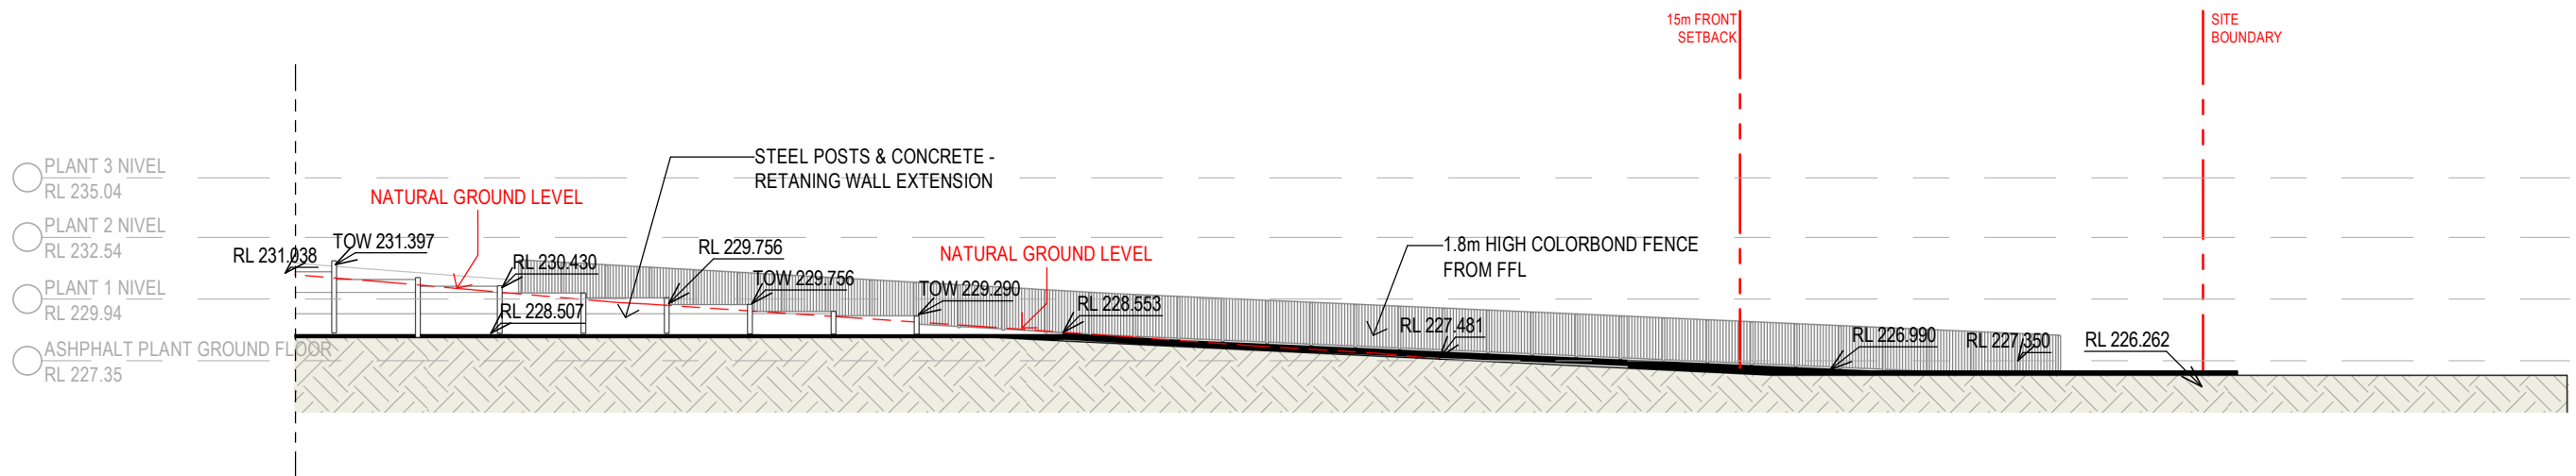 15m FRONT
SETBACK
SITE
BOUNDARY
PLANT 3 NIVEL
RL 235.04
STEEL POSTS & CONCRETE -
RETANING WALL EXTENSION
NATURAL GROUND LEVEL
PLANT 2 NIVEL
RL 232.54
RL 231.038
TOW 231.397
RL 230.430
RL 229.756
TOW 229.756
NATURAL GROUND LEVEL
1.8m HIGH COLORBOND FENCE
FROM FFL
PLANT 1 NIVEL
RL 229.94
RL 228.507
TOW 229.290
RL 228.553
RL 227.481
RL 226.990
RL 227.350
RL 226.262
ASHPHALT PLANT GROUND FLOOR
RL 227.35